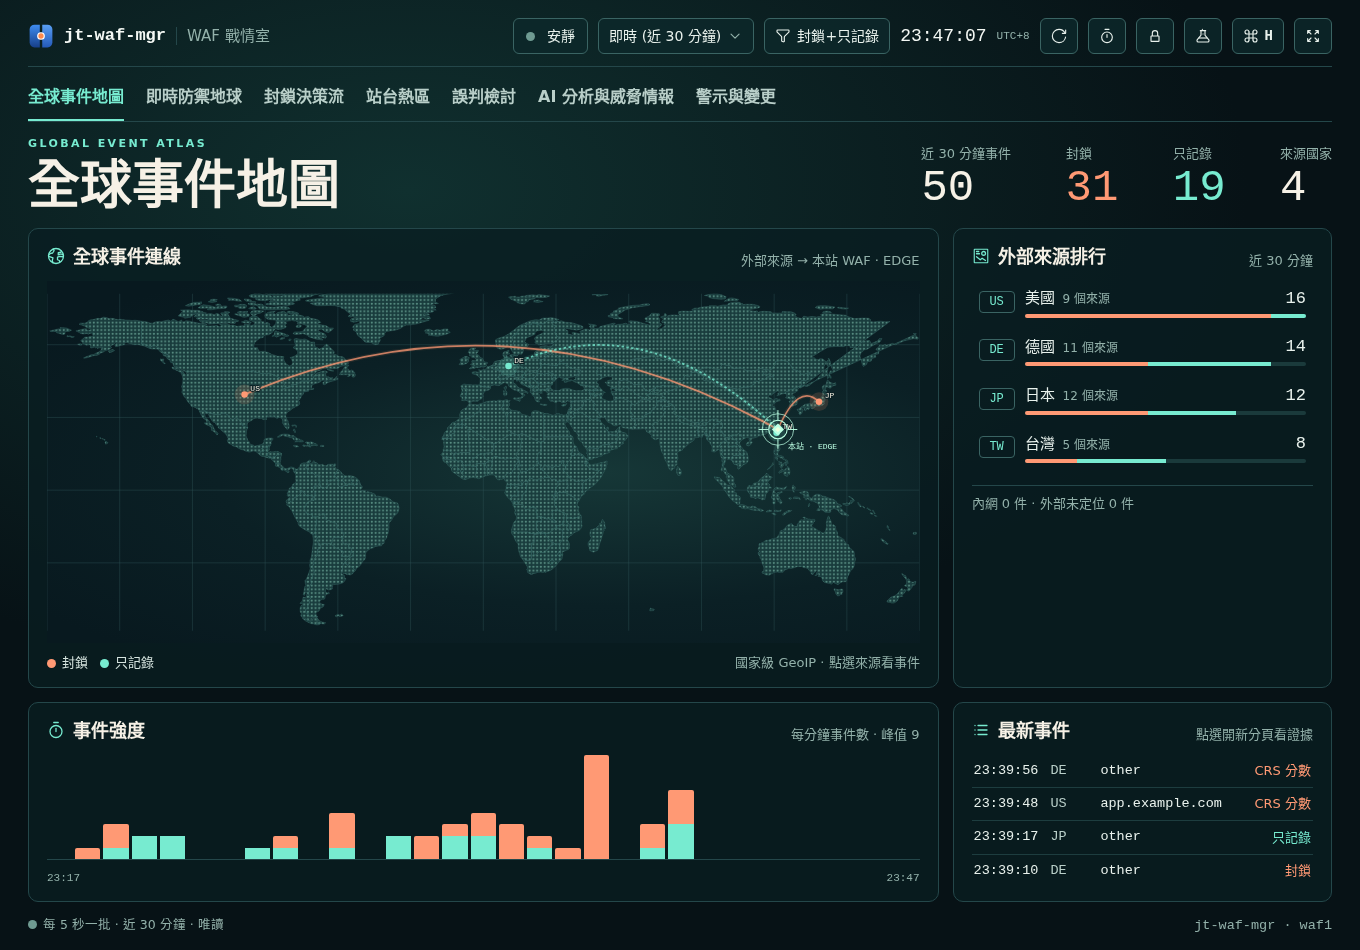 jt-waf-mgr WAF 戰情室 安靜 即時 (近 30 分鐘) 封鎖+只記錄 23:47:07 UTC+8 ⌘ H
全球事件地圖 即時防禦地球 封鎖決策流 站台熱區 誤判檢討 AI 分析與威脅情報 警示與變更
GLOBAL EVENT ATLAS
全球事件地圖
近 30 分鐘事件 封鎖 只記錄 來源國家
50 31 19 4
全球事件連線 外部來源 → 本站 WAF · EDGE
US
DE
JP
本站 · EDGE
封鎖 只記錄 國家級 GeoIP · 點選來源看事件
外部來源排行 近 30 分鐘
US 美國 9 個來源 16
DE 德國 11 個來源 14
JP 日本 12 個來源 12
TW 台灣 5 個來源 8
內網 0 件 · 外部未定位 0 件
事件強度 每分鐘事件數 · 峰值 9
23:17 23:47
最新事件 點選開新分頁看證據
23:39:56 DE other CRS 分數
23:39:48 US app.example.com CRS 分數
23:39:17 JP other 只記錄
23:39:10 DE other 封鎖
每 5 秒一批 · 近 30 分鐘 · 唯讀 jt-waf-mgr · waf1